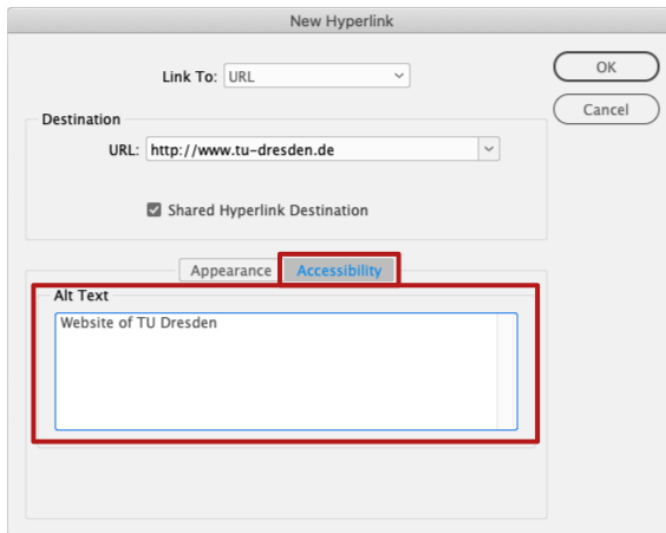 New Hyperlink
Link To: URL
OK
Cancel
Destination
URL: http://www.tu-dresden.de
Shared Hyperlink Destination
Appearance Accessibility
Alt Text
Website of TU Dresden